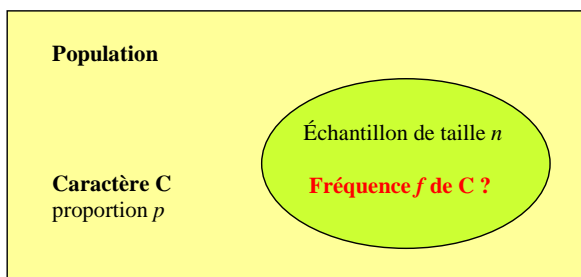 Population
Échantillon de taille n
Caractère C
proportion p
Fréquence f de C ?